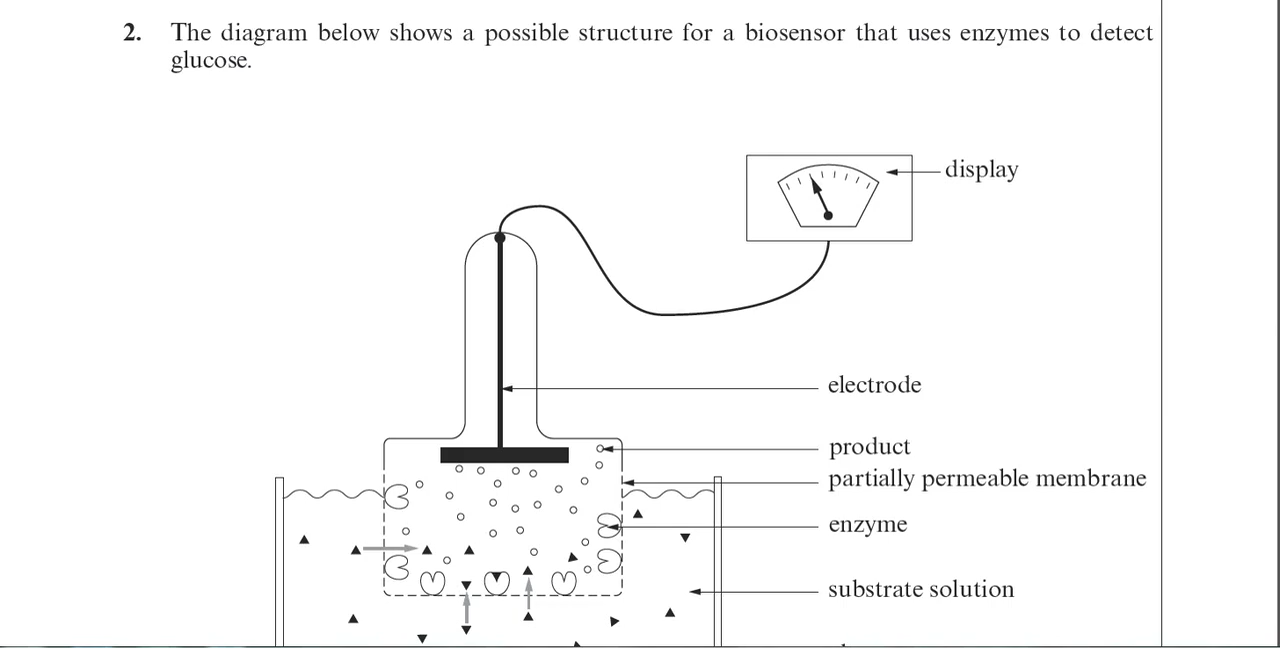 2. The diagram below shows a possible structure for a biosensor that uses enzymes to detect
glucose.
display
electrode
product
partially permeable membrane
enzyme
substrate solution